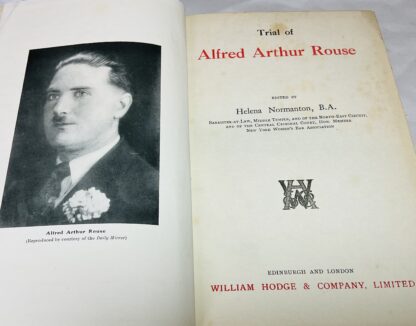 Alfred Arthur Rouse
(Reproduced by courtesy of the Daily Mirror)
Trial of
Alfred Arthur Rouse
EDITED BY
Helena Normanton, B.A.
BARRISTER-AT-LAW, MIDDLE TEMPLE, AND OF THE NORTH-EAST CIRCUIT,
AND OF THE CENTRAL CRIMINAL COURT, HON. MEMBER
NEW YORK WOMEN'S BAR ASSOCIATION
EDINBURGH AND LONDON
WILLIAM HODGE & COMPANY, LIMITED